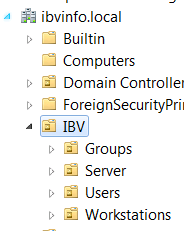 ibvinfo.local
Builtin
Computers
Domain Controller
ForeignSecurityPri
IBV
Groups
Server
Users
Workstations